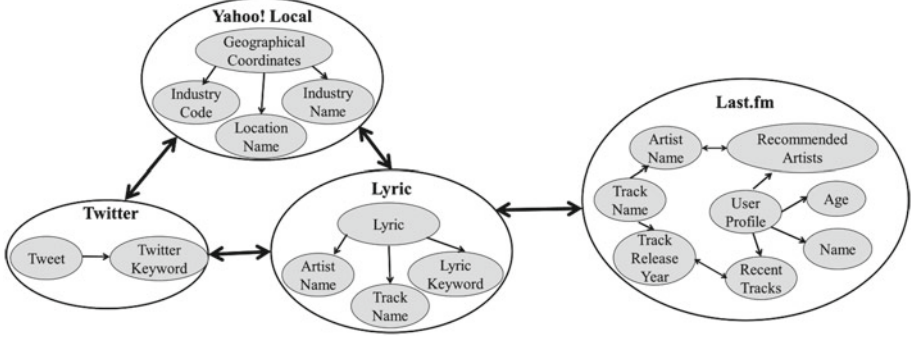 Yahoo! Local
Geographical
Coordinates
Industry
Code
Location
Name
Industry
Name
Twitter
Tweet
Twitter
Keyword
Lyric
Lyric
Artist
Name
Track
Name
Lyric
Keyword
Last.fm
Artist
Name
Recommended
Artists
Track
Name
User
Profile
Age
Track
Release
Year
Recent
Tracks
Name